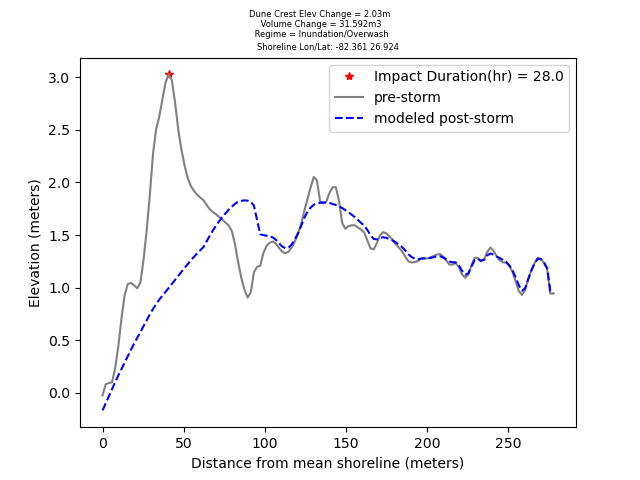 Dune Crest Elev Change = 2.03m
Volume Change = 31.592m3
Regime = Inundation/Overwash
Shoreline Lon/Lat: -82.361 26.924
Impact Duration(hr) = 28.0
pre-storm
modeled post-storm
Elevation (meters)
3.0
2.5
2.0
1.5
1.0
0.5
0.0
0 50 100 150 200 250
Distance from mean shoreline (meters)